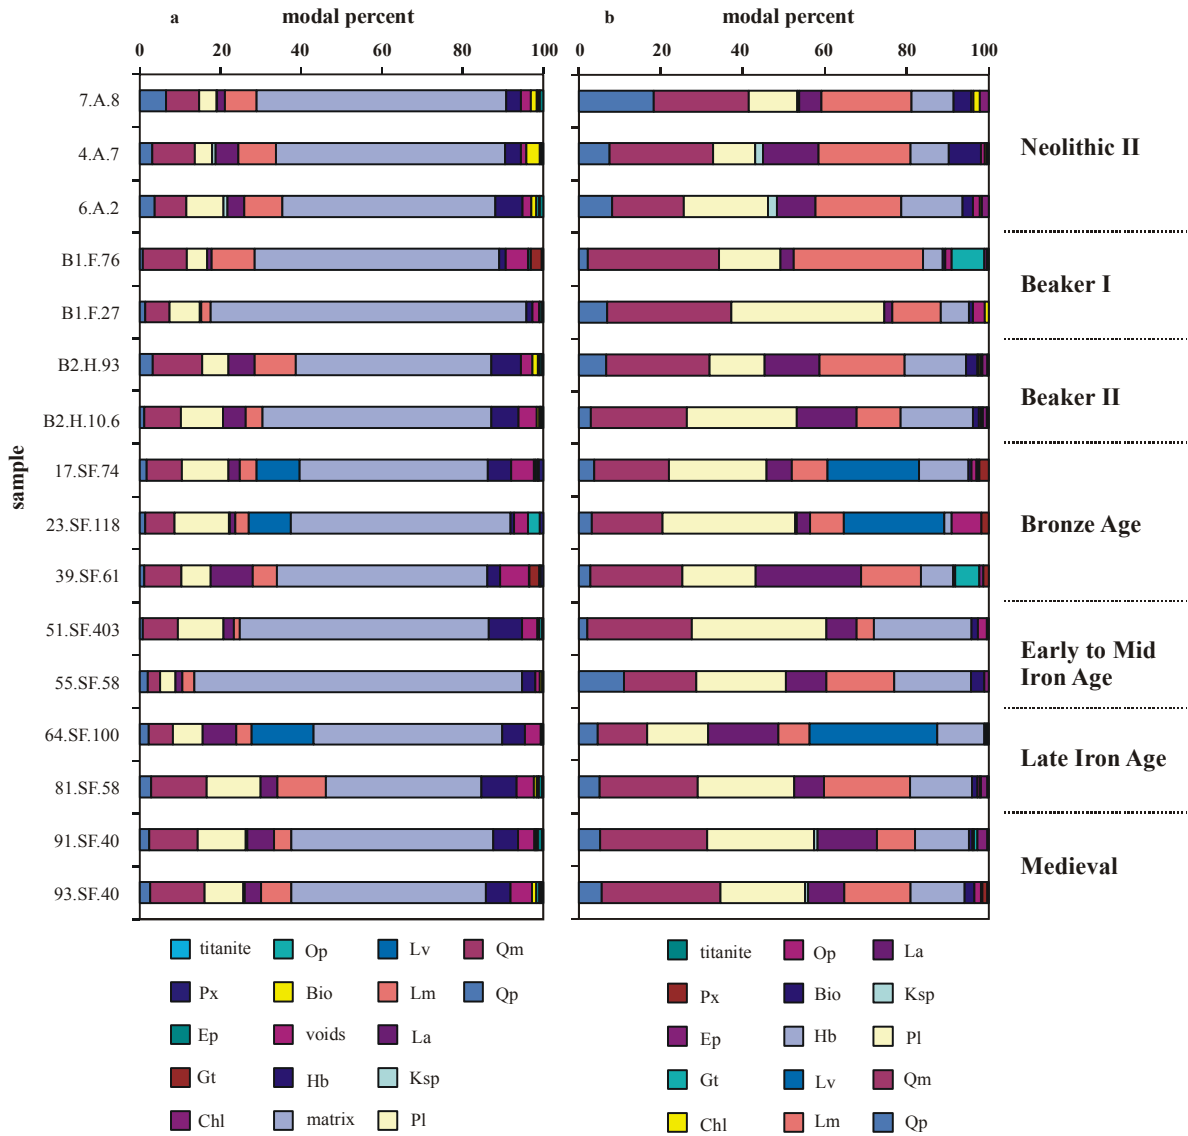 a modal percent b modal percent
0 20 40 60 80 100 0 20 40 60 80 100
7.A.8
4.A.7
6.A.2
B1.F.76
B1.F.27
B2.H.93
B2.H.10.6
17.SF.74
23.SF.118
39.SF.61
51.SF.403
55.SF.58
64.SF.100
81.SF.58
91.SF.40
93.SF.40
sample
Neolithic II
Beaker I
Beaker II
Bronze Age
Early to Mid
Iron Age
Late Iron Age
Medieval
titanite Op Lv Qm
Px Bio Lm Qp
Ep voids La
Gt Hb Ksp
Chl matrix Pl
titanite Op La
Px Bio Ksp
Ep Hb Pl
Gt Lv Qm
Chl Lm Qp